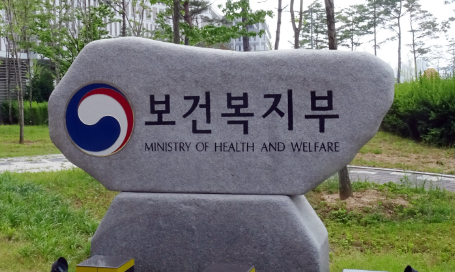 보건복지부
MINISTRY OF HEALTH AND WELFARE